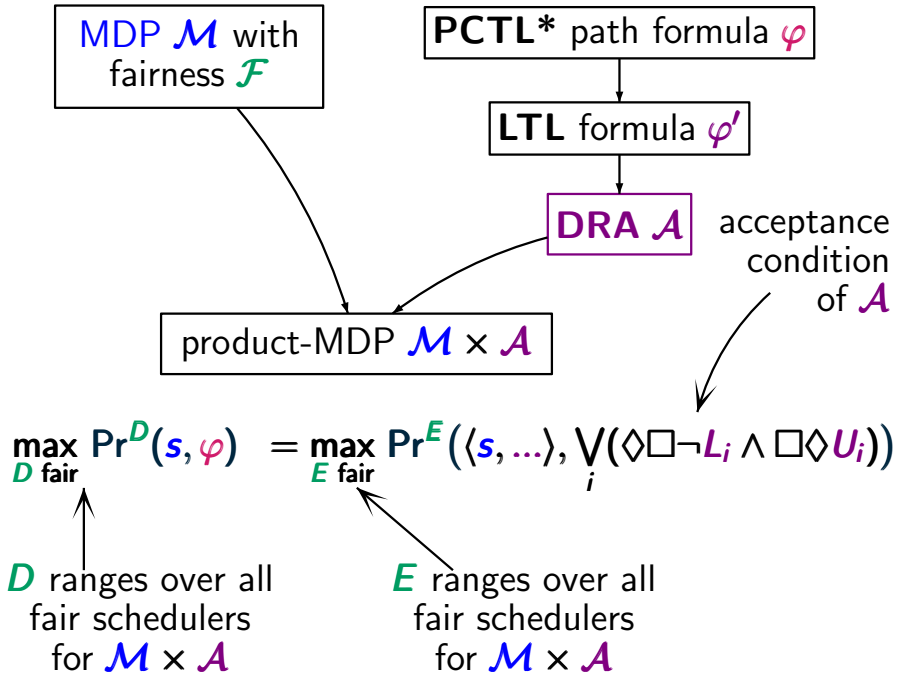 MDP 𝓜 with
fairness 𝓕
PCTL* path formula φ
LTL formula φ′
DRA 𝓐
acceptance
condition
of 𝓐
product-MDP 𝓜 × 𝓐
max Pr^D(s, φ) = max Pr^E(⟨s, ...⟩, ⋁(◊□¬L_i ∧ □◊U_i))
D fair E fair i
D ranges over all
fair schedulers
for 𝓜 × 𝓐
E ranges over all
fair schedulers
for 𝓜 × 𝓐